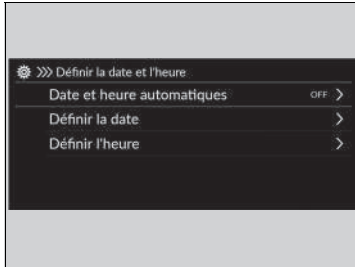 Définir la date et l'heure
Date et heure automatiques OFF
Définir la date
Définir l'heure